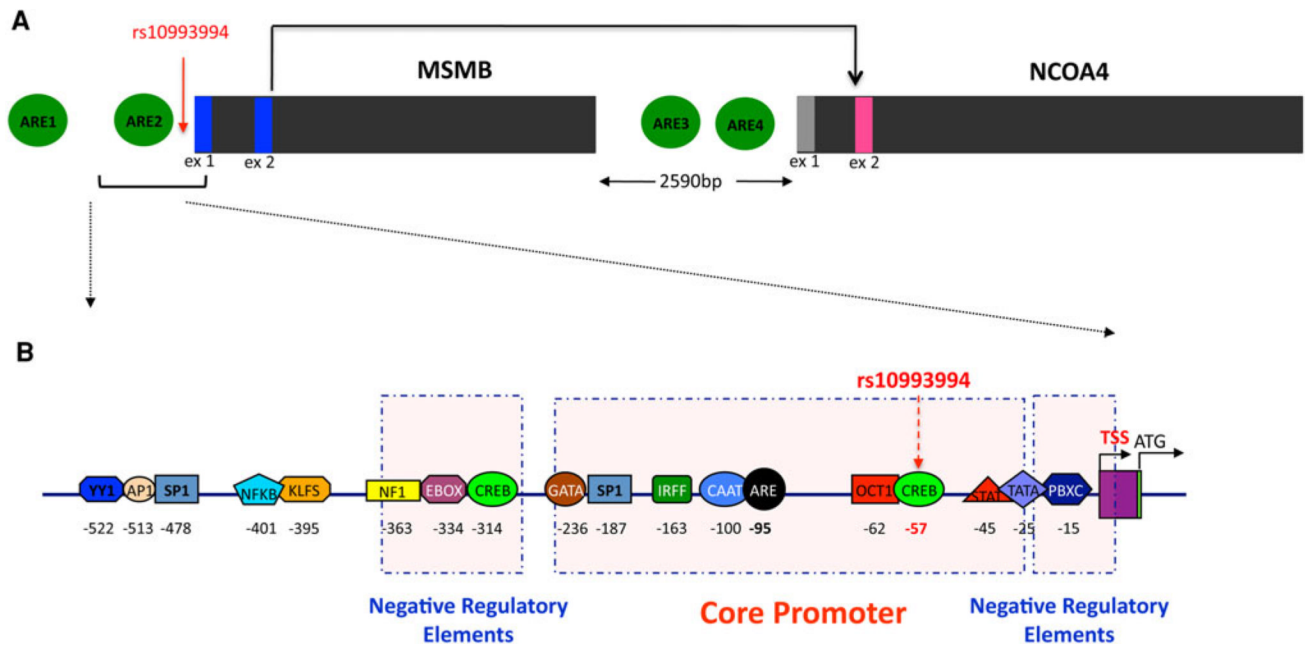 A
rs10993994
MSMB
NCOA4
ARE1
ARE2
ARE3
ARE4
ex 1
ex 2
2590bp
ex 1
ex 2
B
rs10993994
TSS
ATG
YY1
AP1
SP1
NFKB
KLFS
NF1
EBOX
CREB
GATA
SP1
IRFF
CAAT
ARE
OCT1
CREB
STAT
TATA
PBXC
-522
-513
-478
-401
-395
-363
-334
-314
-236
-187
-163
-100
-95
-62
-57
-45
-25
-15
Negative Regulatory
Elements
Core Promoter
Negative Regulatory
Elements